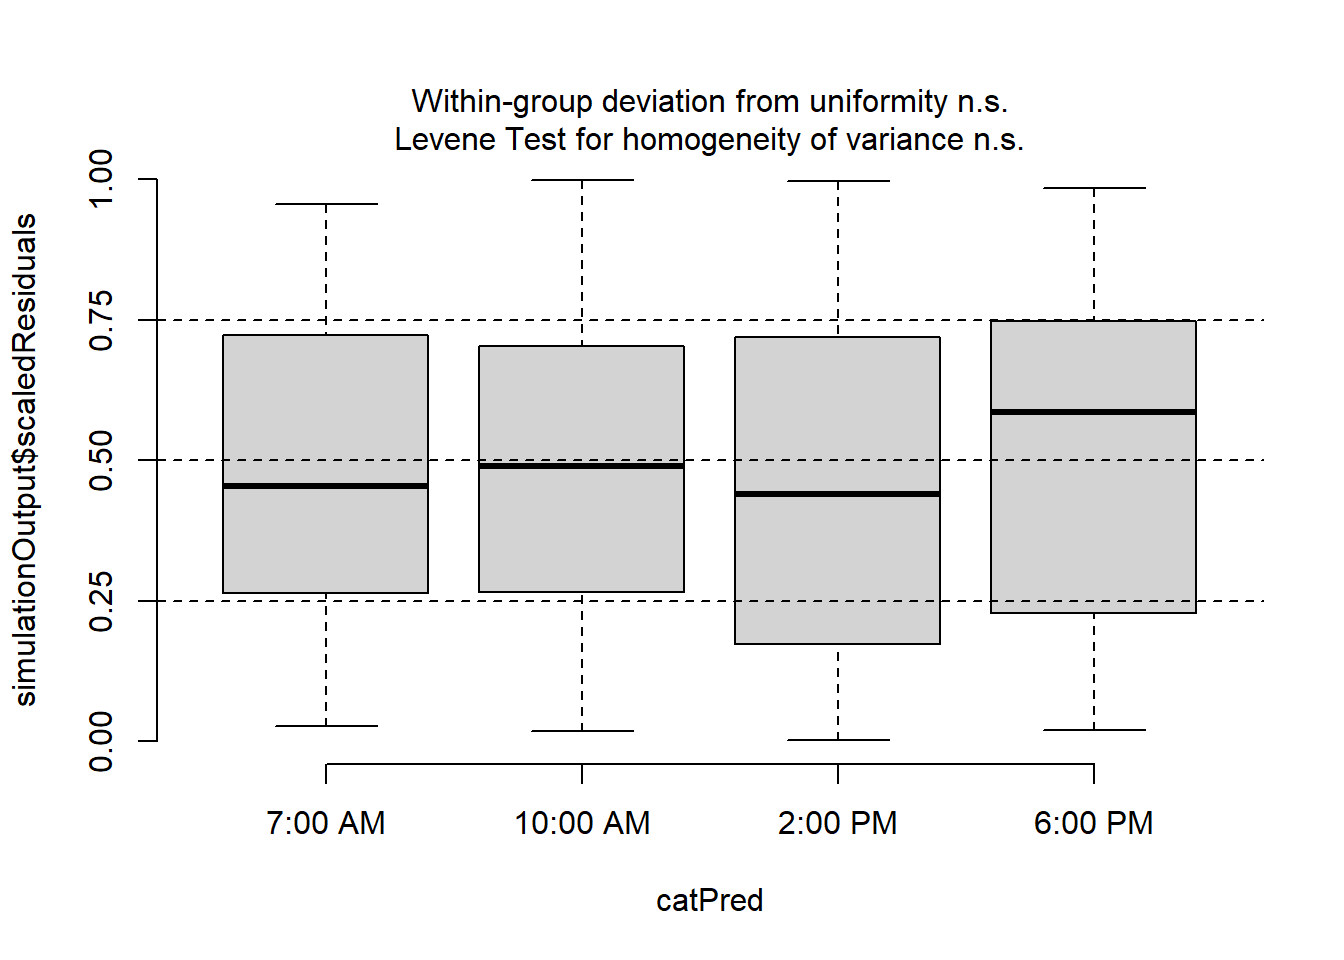 Within-group deviation from uniformity n.s.
Levene Test for homogeneity of variance n.s.
simulationOutput$scaledResiduals
1.00
0.75
0.50
0.25
0.00
7:00 AM 10:00 AM 2:00 PM 6:00 PM
catPred